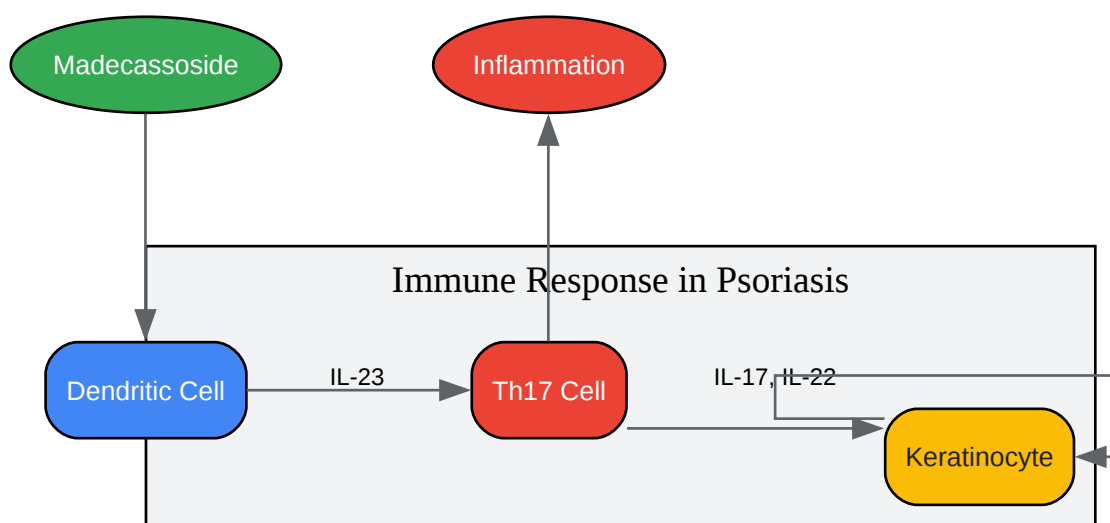 Madecassoside
Inflammation
Immune Response in Psoriasis
IL-23
IL-17, IL-22
Dendritic Cell
Th17 Cell
Keratinocyte